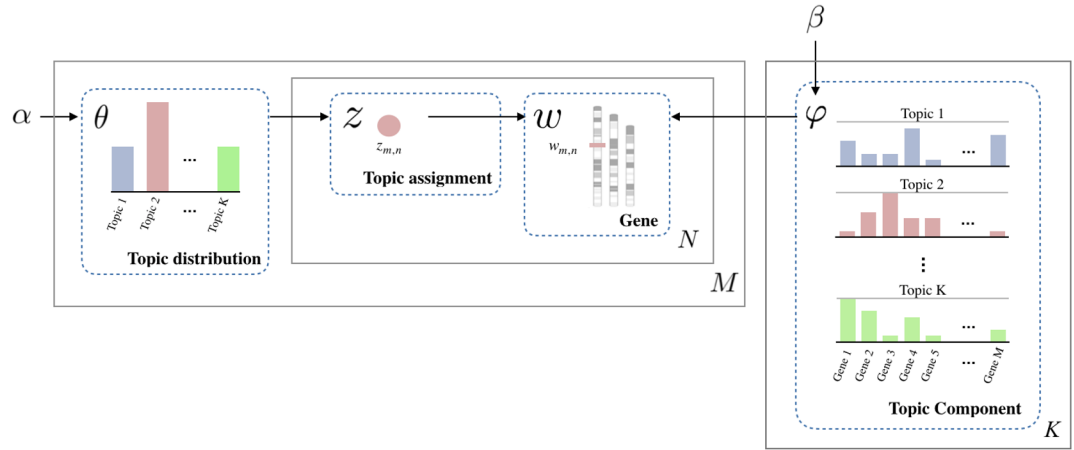 β
α
θ
Topic 1
Topic 2
...
Topic K
Topic distribution
z
z_{m,n}
Topic assignment
w
w_{m,n}
Gene
N
M
φ
Topic 1
...
Topic 2
...
⋮
Topic K
...
Gene 1
Gene 2
Gene 3
Gene 4
Gene 5
...
Gene M
Topic Component
K